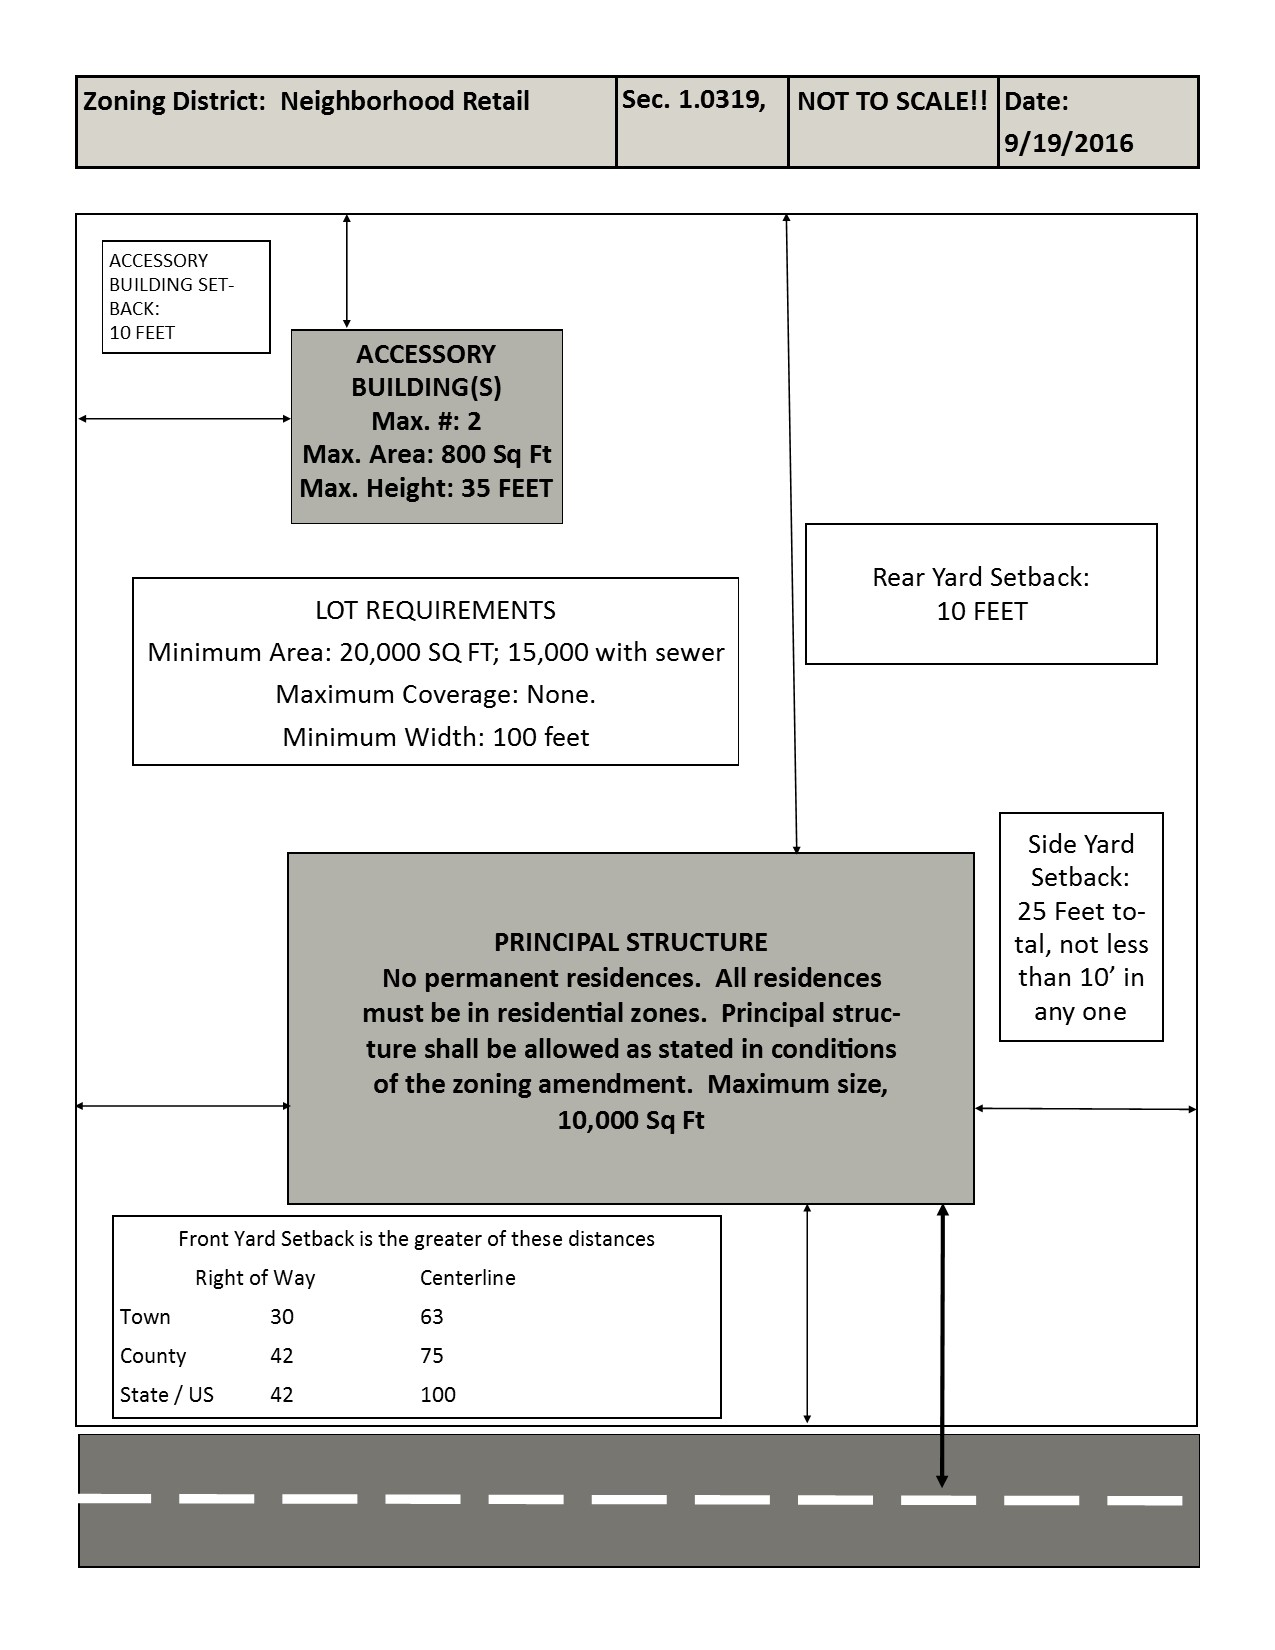 Zoning District:  Neighborhood Retail
Sec. 1.0319,
NOT TO SCALE!!
Date:
9/19/2016
ACCESSORY
BUILDING SET-
BACK:
10 FEET
ACCESSORY
BUILDING(S)
Max. #: 2
Max. Area: 800 Sq Ft
Max. Height: 35 FEET
Rear Yard Setback:
10 FEET
LOT REQUIREMENTS
Minimum Area: 20,000 SQ FT; 15,000 with sewer
Maximum Coverage: None.
Minimum Width: 100 feet
Side Yard
Setback:
25 Feet to-
tal, not less
than 10’ in
any one
PRINCIPAL STRUCTURE
No permanent residences.  All residences
must be in residential zones.  Principal struc-
ture shall be allowed as stated in conditions
of the zoning amendment.  Maximum size,
10,000 Sq Ft
Front Yard Setback is the greater of these distances
Right of Way Centerline
Town 30 63
County 42 75
State / US 42 100